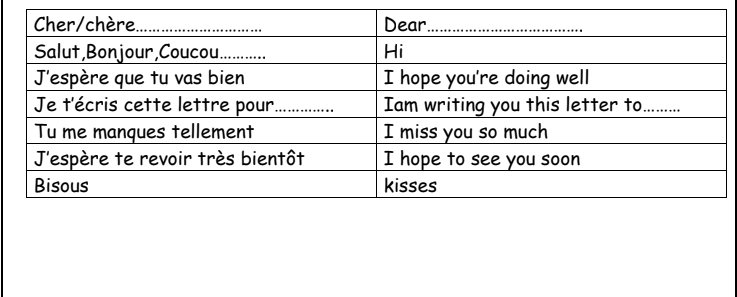 Cher/chère………………………… Dear……………………………….
Salut,Bonjour,Coucou……….. Hi
J'espère que tu vas bien I hope you're doing well
Je t'écris cette lettre pour………….. Iam writing you this letter to………
Tu me manques tellement I miss you so much
J'espère te revoir très bientôt I hope to see you soon
Bisous kisses